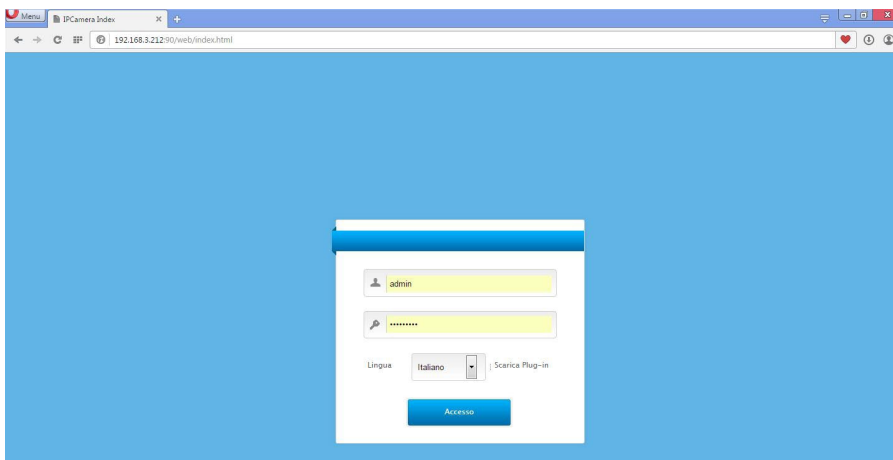 Menu
IPCamera Index
192.168.3.212:90/web/index.html
admin
•••••••••
Lingua Italiano | Scarica Plug-in
Accesso